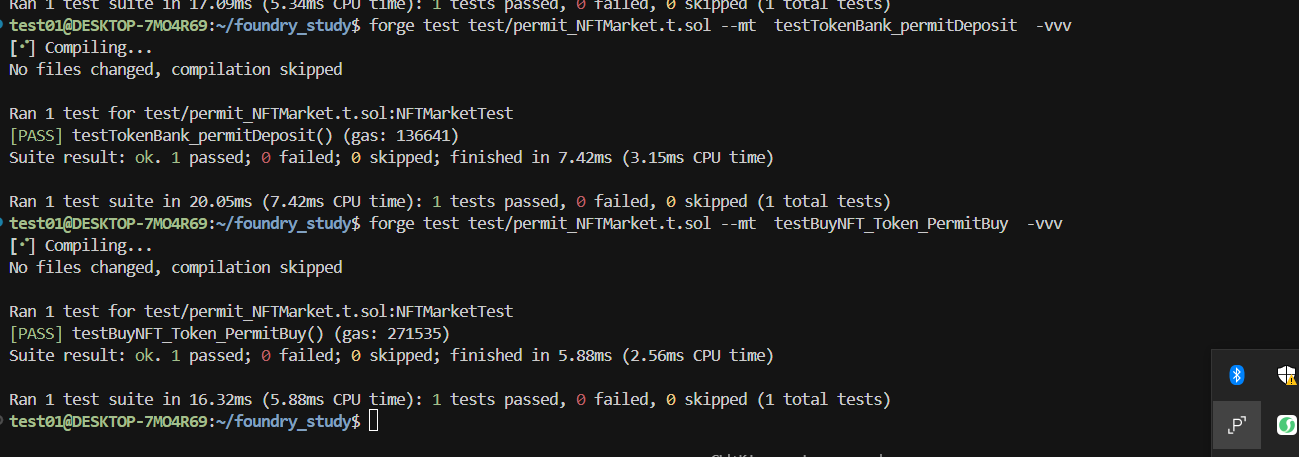 Ran 1 test suite in 17.09ms (5.34ms CPU time): 1 tests passed, 0 failed, 0 skipped (1 total tests)
test01@DESKTOP-7MO4R69:~/foundry_study$ forge test test/permit_NFTMarket.t.sol --mt  testTokenBank_permitDeposit  -vvv
[⠊] Compiling...
No files changed, compilation skipped

Ran 1 test for test/permit_NFTMarket.t.sol:NFTMarketTest
[PASS] testTokenBank_permitDeposit() (gas: 136641)
Suite result: ok. 1 passed; 0 failed; 0 skipped; finished in 7.42ms (3.15ms CPU time)

Ran 1 test suite in 20.05ms (7.42ms CPU time): 1 tests passed, 0 failed, 0 skipped (1 total tests)
test01@DESKTOP-7MO4R69:~/foundry_study$ forge test test/permit_NFTMarket.t.sol --mt  testBuyNFT_Token_PermitBuy  -vvv
[⠊] Compiling...
No files changed, compilation skipped

Ran 1 test for test/permit_NFTMarket.t.sol:NFTMarketTest
[PASS] testBuyNFT_Token_PermitBuy() (gas: 271535)
Suite result: ok. 1 passed; 0 failed; 0 skipped; finished in 5.88ms (2.56ms CPU time)

Ran 1 test suite in 16.32ms (5.88ms CPU time): 1 tests passed, 0 failed, 0 skipped (1 total tests)
test01@DESKTOP-7MO4R69:~/foundry_study$